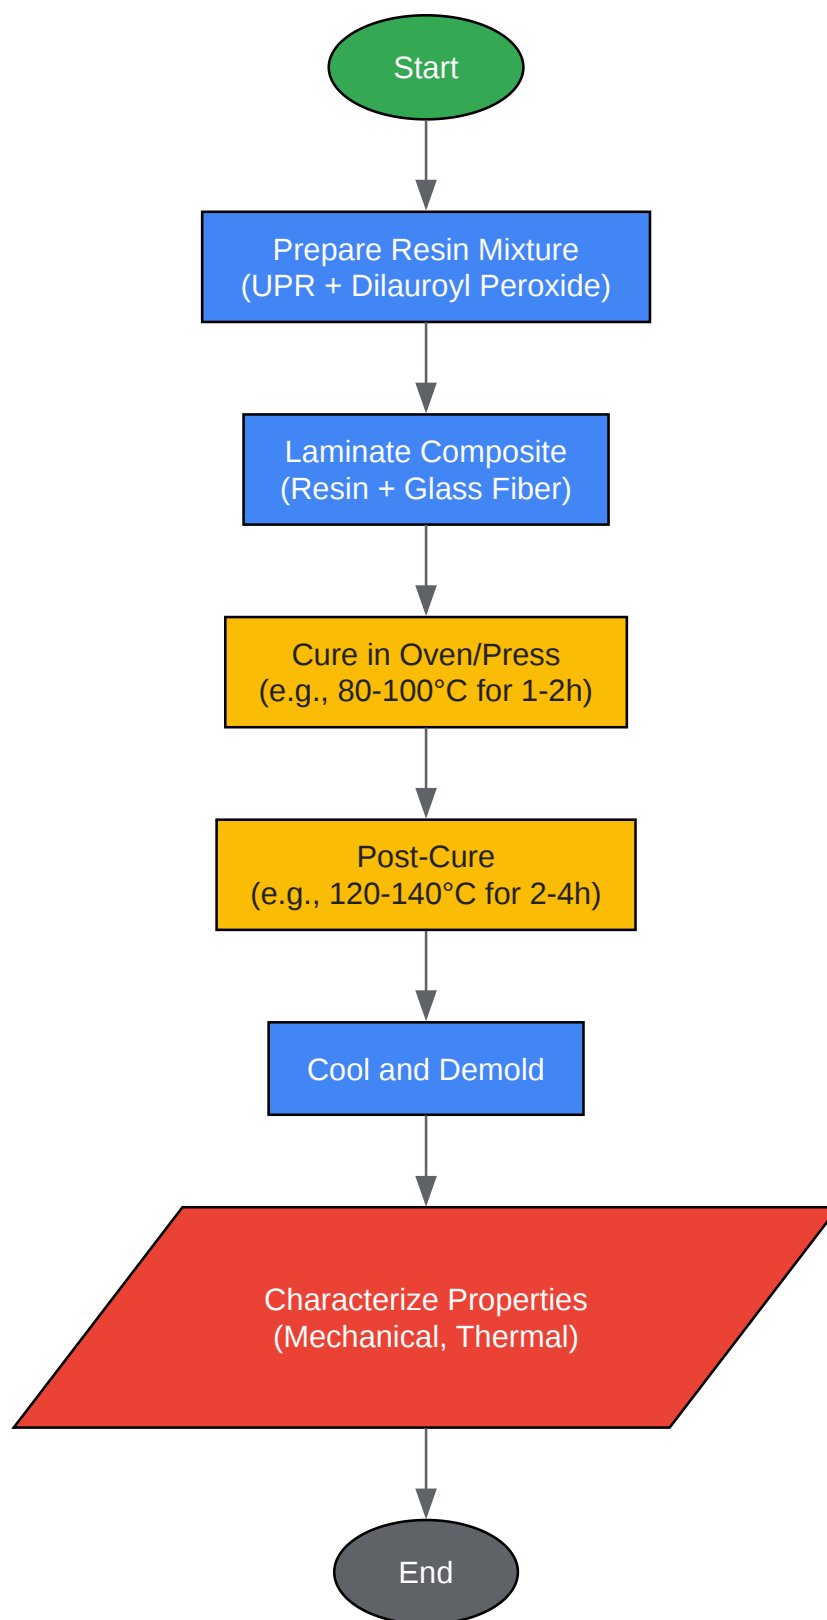 Start
Prepare Resin Mixture
(UPR + Dilauroyl Peroxide)
Laminate Composite
(Resin + Glass Fiber)
Cure in Oven/Press
(e.g., 80-100°C for 1-2h)
Post-Cure
(e.g., 120-140°C for 2-4h)
Cool and Demold
Characterize Properties
(Mechanical, Thermal)
End